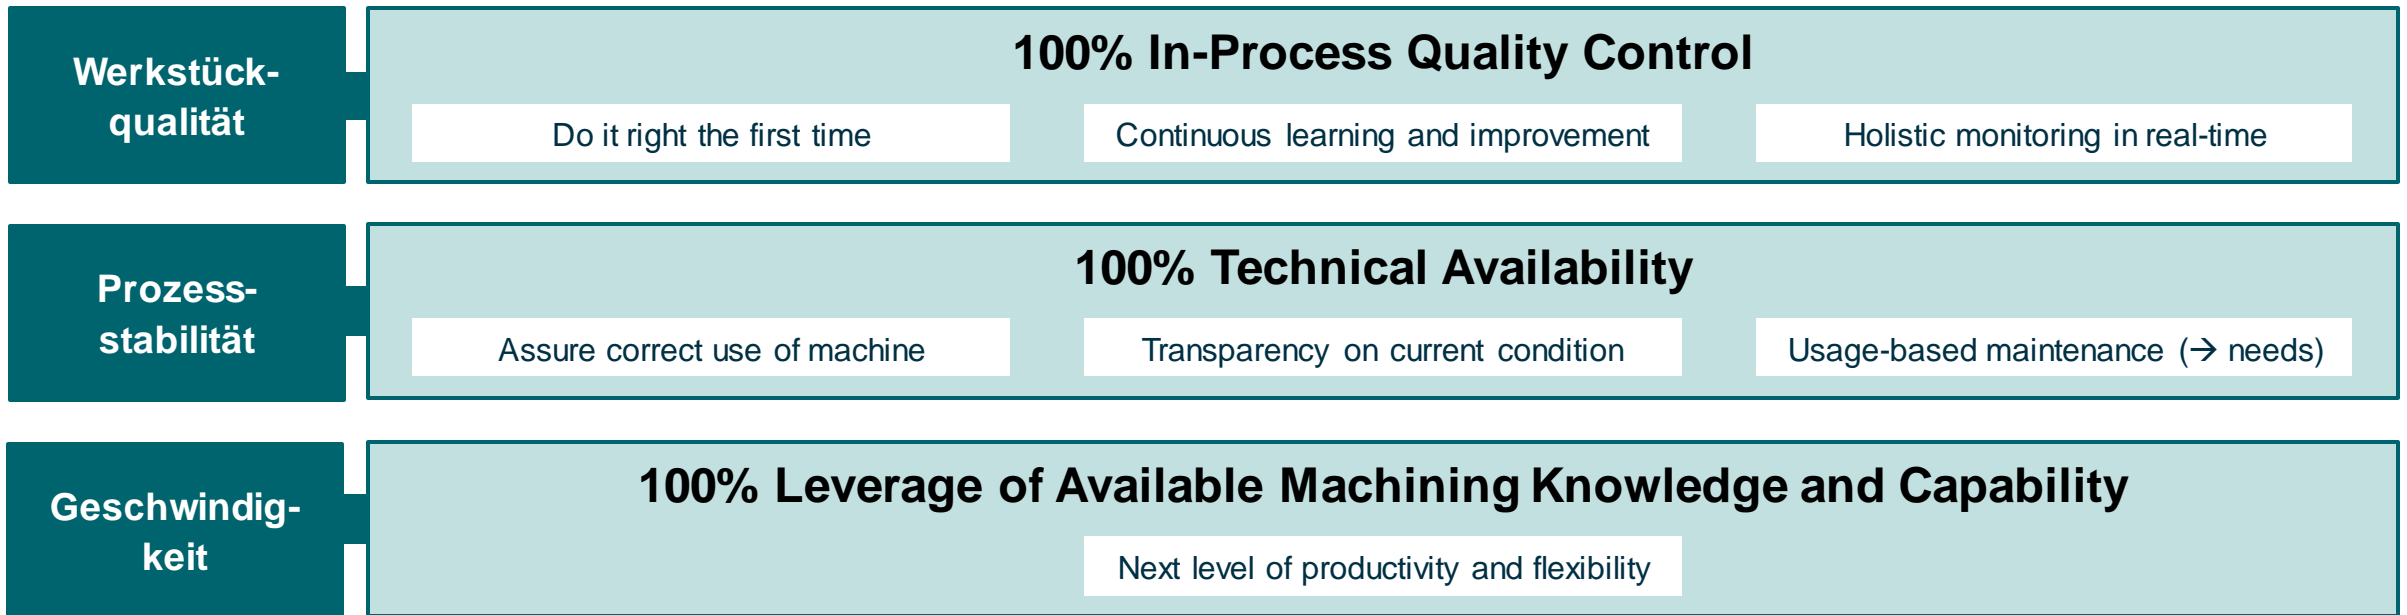 Werkstück-
qualität
100% In-Process Quality Control
Do it right the first time
Continuous learning and improvement
Holistic monitoring in real-time
Prozess-
stabilität
100% Technical Availability
Assure correct use of machine
Transparency on current condition
Usage-based maintenance (→ needs)
Geschwindig-
keit
100% Leverage of Available Machining Knowledge and Capability
Next level of productivity and flexibility